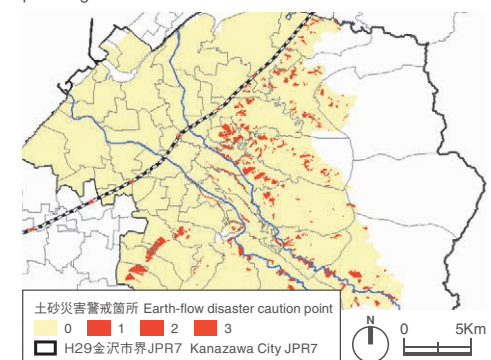 土砂災害警戒箇所 Earth-flow disaster caution point
0 1 2 3
H29金沢市界JPR7 Kanazawa City JPR7
N
0 5Km